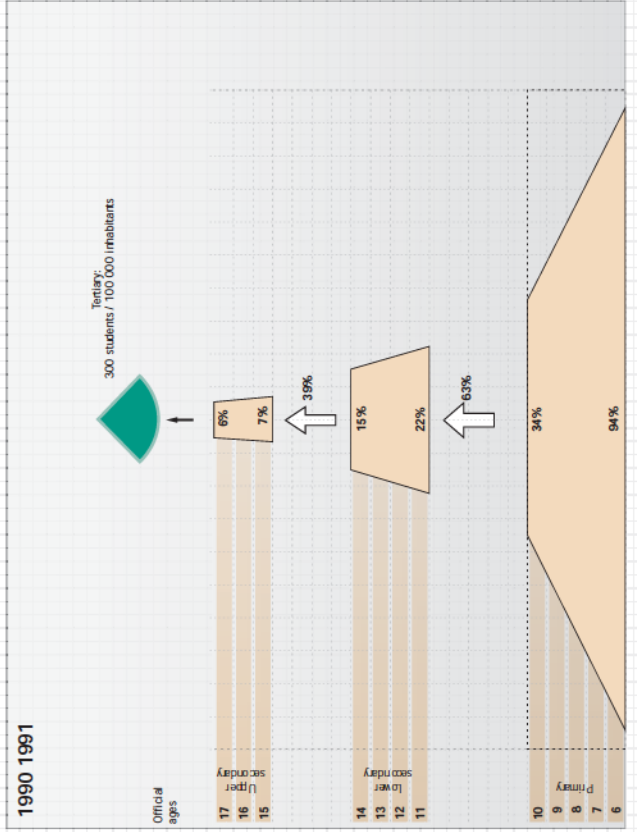 1990 1991
Tertiary:
300 students / 100 000 inhabitants
Official
ages
17
16
15
Upper
secondary
6%
7%
39%
14
13
12
11
Lower
secondary
15%
22%
63%
10
9
8
7
6
Primary
34%
94%